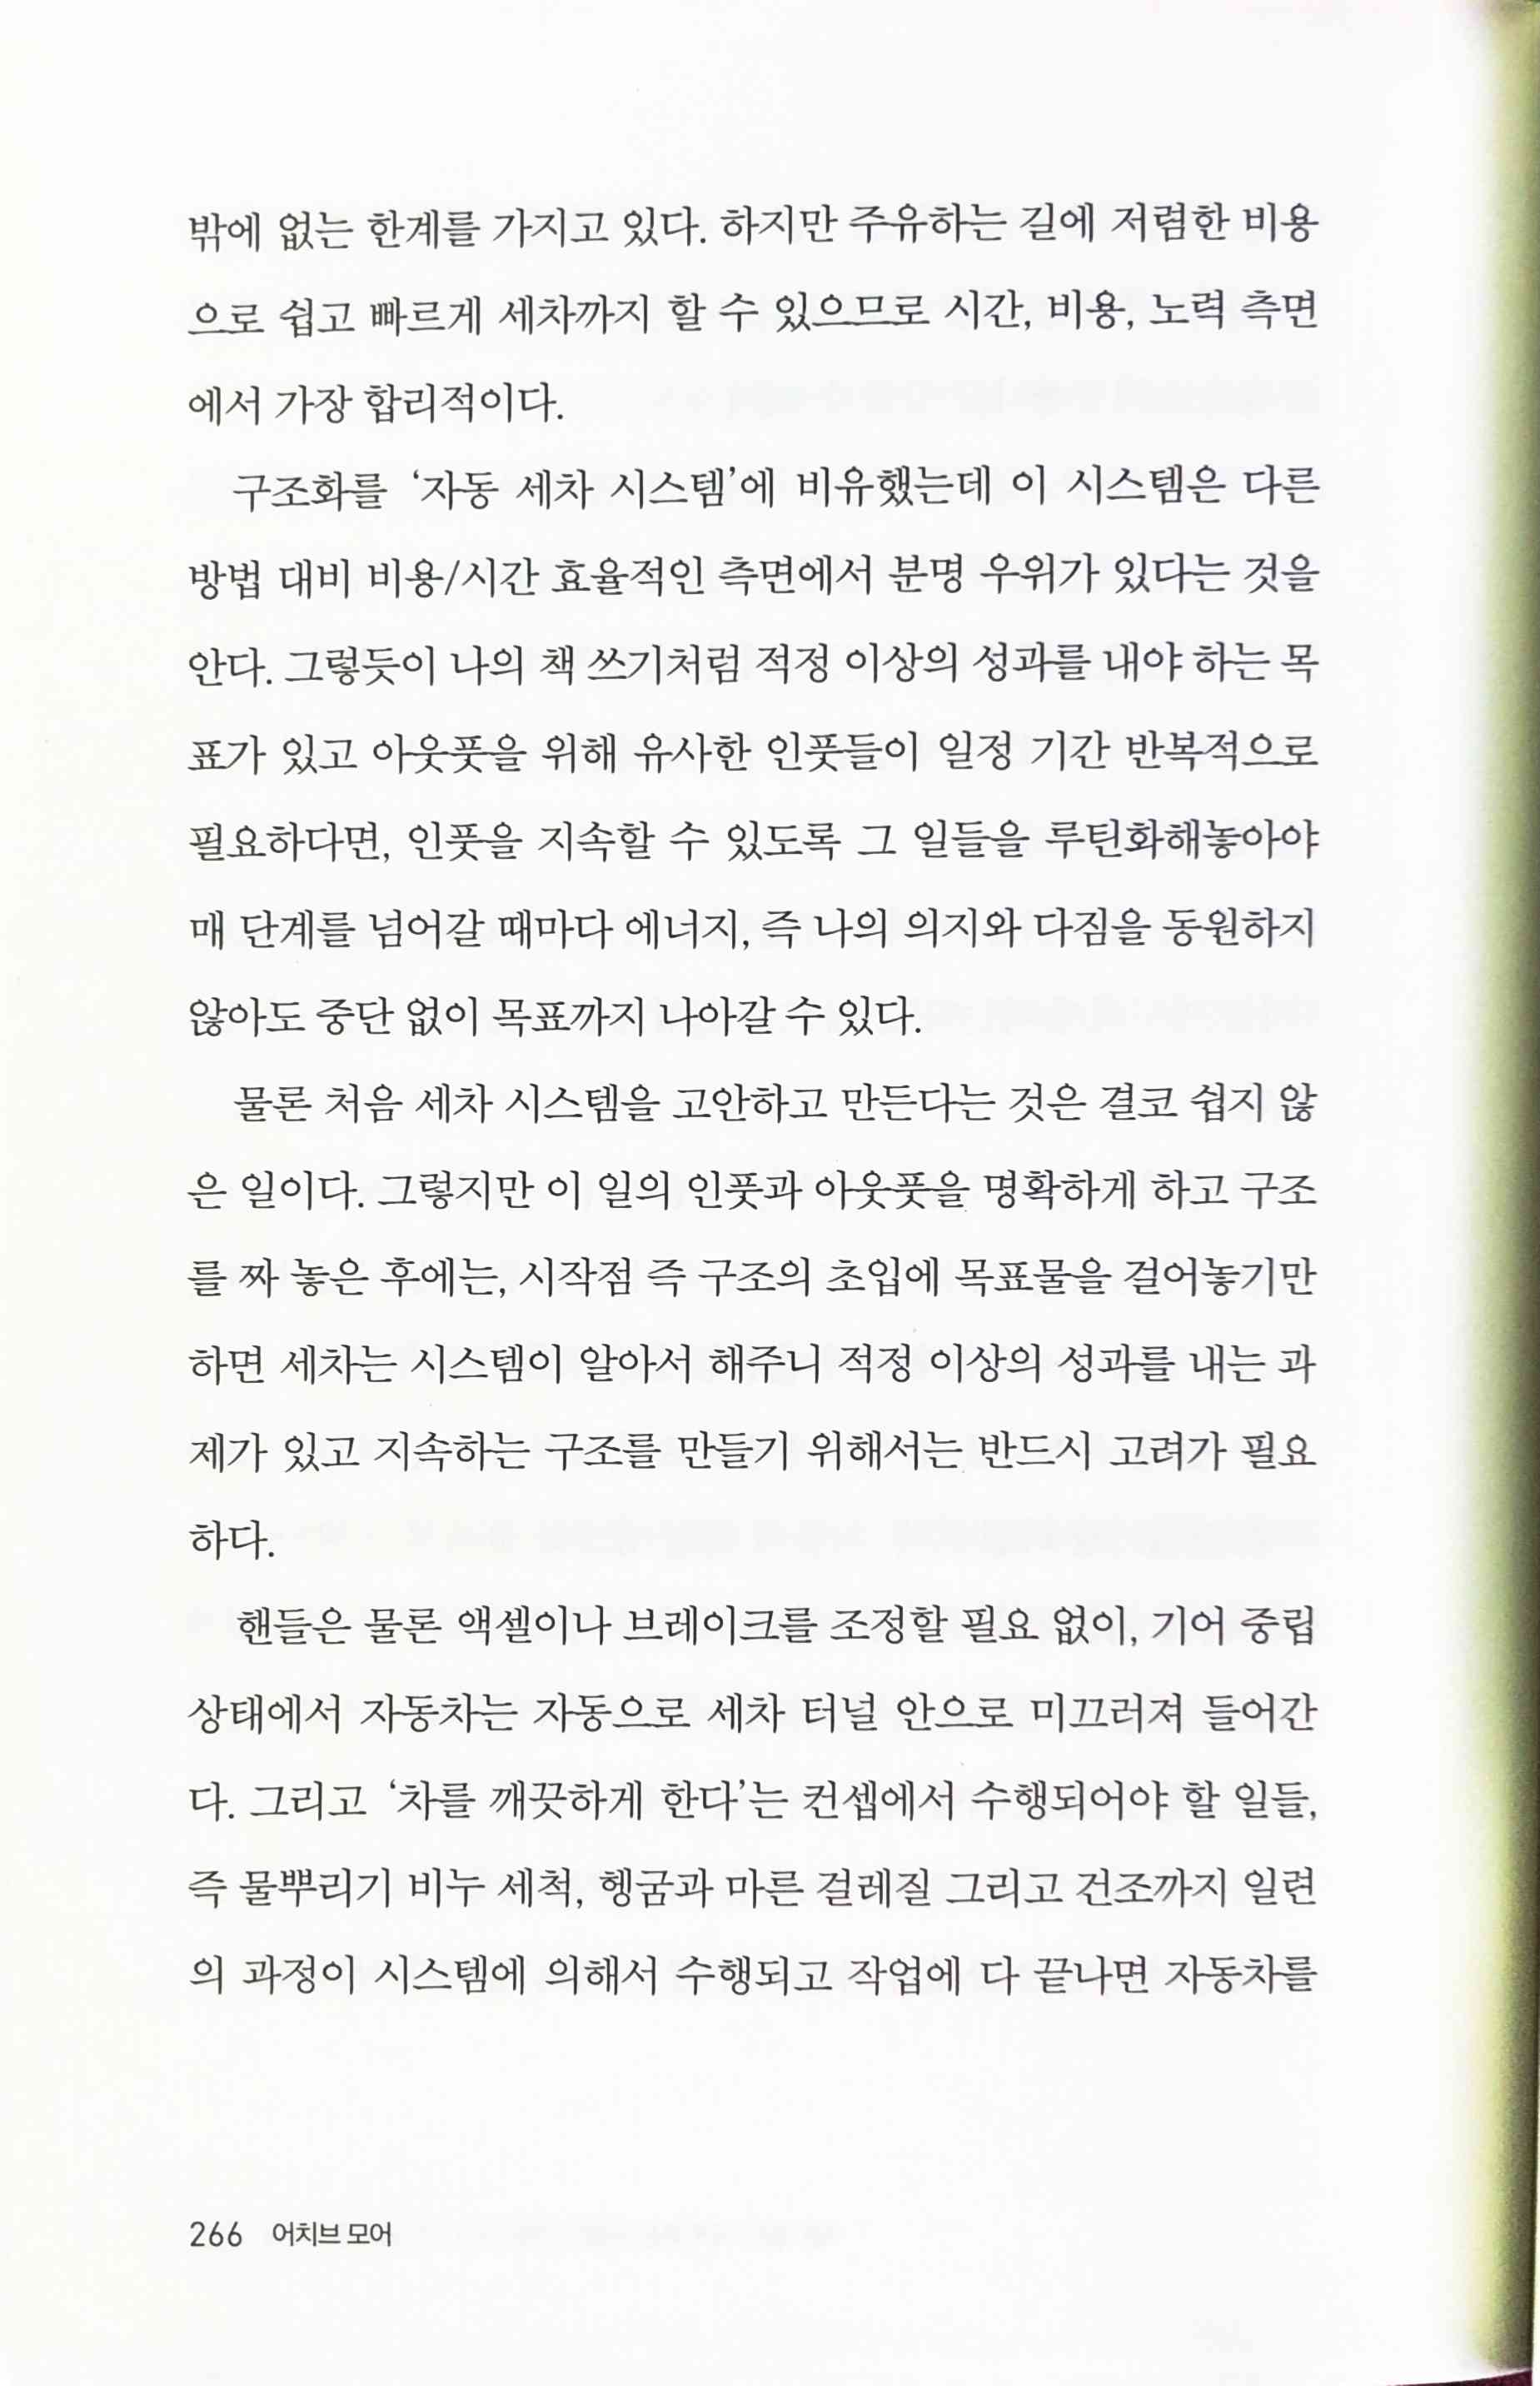 밖에 없는 한계를 가지고 있다. 하지만 주유하는 길에 저렴한 비용
으로 쉽고 빠르게 세차까지 할 수 있으므로 시간, 비용, 노력 측면
에서 가장 합리적이다.
구조화를 ‘자동 세차 시스템’에 비유했는데 이 시스템은 다른
방법 대비 비용/시간 효율적인 측면에서 분명 우위가 있다는 것을
안다. 그렇듯이 나의 책 쓰기처럼 적정 이상의 성과를 내야 하는 목
표가 있고 아웃풋을 위해 유사한 인풋들이 일정 기간 반복적으로
필요하다면, 인풋을 지속할 수 있도록 그 일들을 루틴화해놓아야
매 단계를 넘어갈 때마다 에너지, 즉 나의 의지와 다짐을 동원하지
않아도 중단 없이 목표까지 나아갈 수 있다.
물론 처음 세차 시스템을 고안하고 만든다는 것은 결코 쉽지 않
은 일이다. 그렇지만 이 일의 인풋과 아웃풋을 명확하게 하고 구조
를 짜 놓은 후에는, 시작점 즉 구조의 초입에 목표물을 걸어놓기만
하면 세차는 시스템이 알아서 해주니 적정 이상의 성과를 내는 과
제가 있고 지속하는 구조를 만들기 위해서는 반드시 고려가 필요
하다.
핸들은 물론 액셀이나 브레이크를 조정할 필요 없이, 기어 중립
상태에서 자동차는 자동으로 세차 터널 안으로 미끄러져 들어간
다. 그리고 ‘차를 깨끗하게 한다’는 컨셉에서 수행되어야 할 일들,
즉 물뿌리기 비누 세척, 헹굼과 마른 걸레질 그리고 건조까지 일련
의 과정이 시스템에 의해서 수행되고 작업에 다 끝나면 자동차를
266 어치브 모어